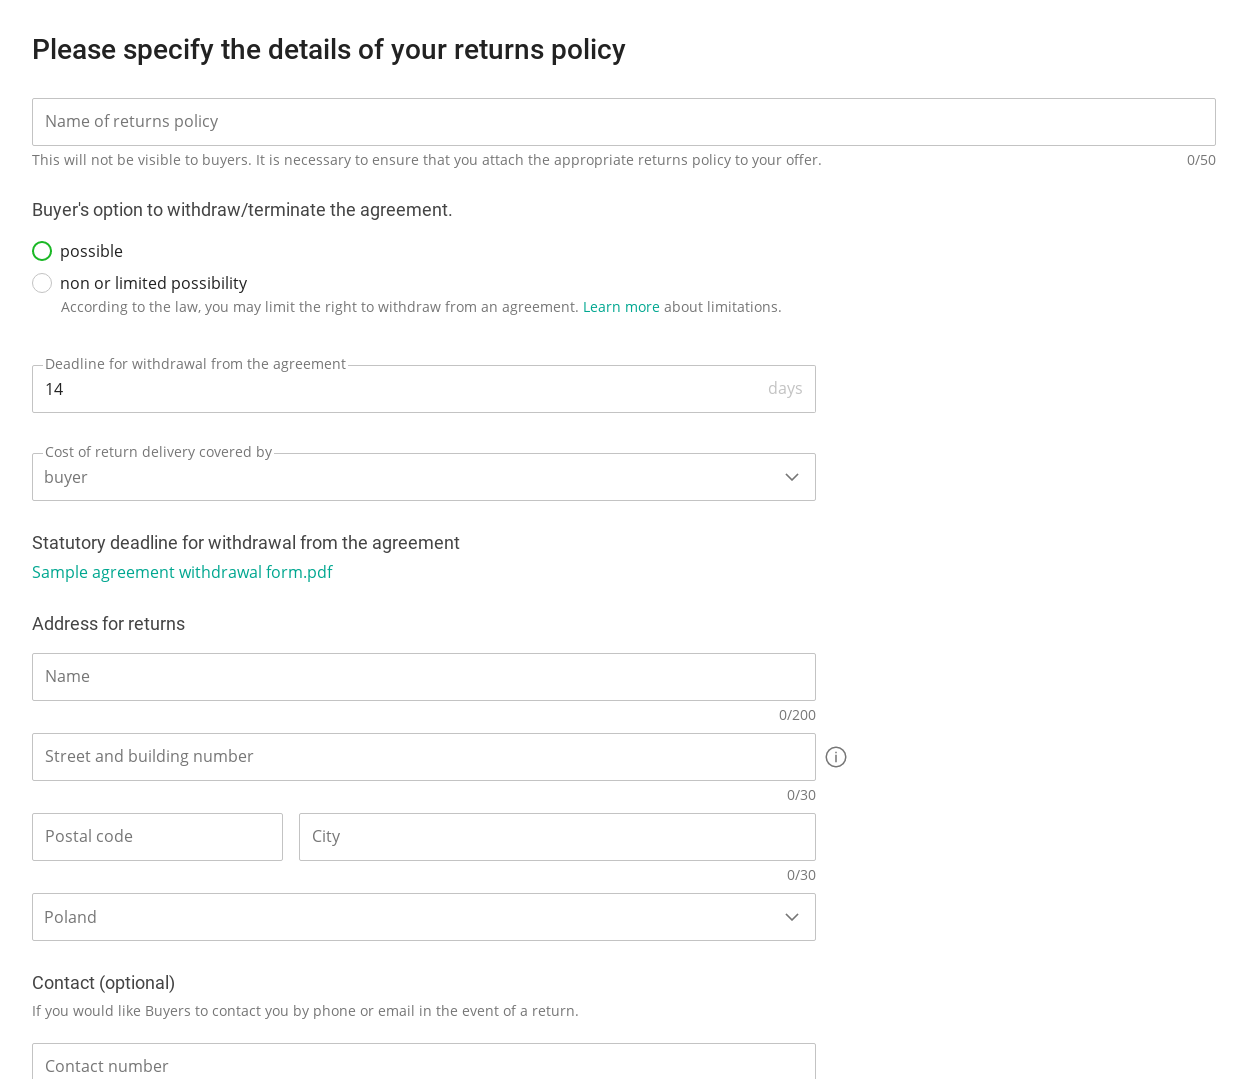 Please specify the details of your returns policy
Name of returns policy
This will not be visible to buyers. It is necessary to ensure that you attach the appropriate returns policy to your offer.
0/50
Buyer's option to withdraw/terminate the agreement.
possible
non or limited possibility
According to the law, you may limit the right to withdraw from an agreement. Learn more about limitations.
Deadline for withdrawal from the agreement
14 days
Cost of return delivery covered by
buyer
Statutory deadline for withdrawal from the agreement
Sample agreement withdrawal form.pdf
Address for returns
Name
0/200
Street and building number
0/30
Postal code
City
0/30
Poland
Contact (optional)
If you would like Buyers to contact you by phone or email in the event of a return.
Contact number